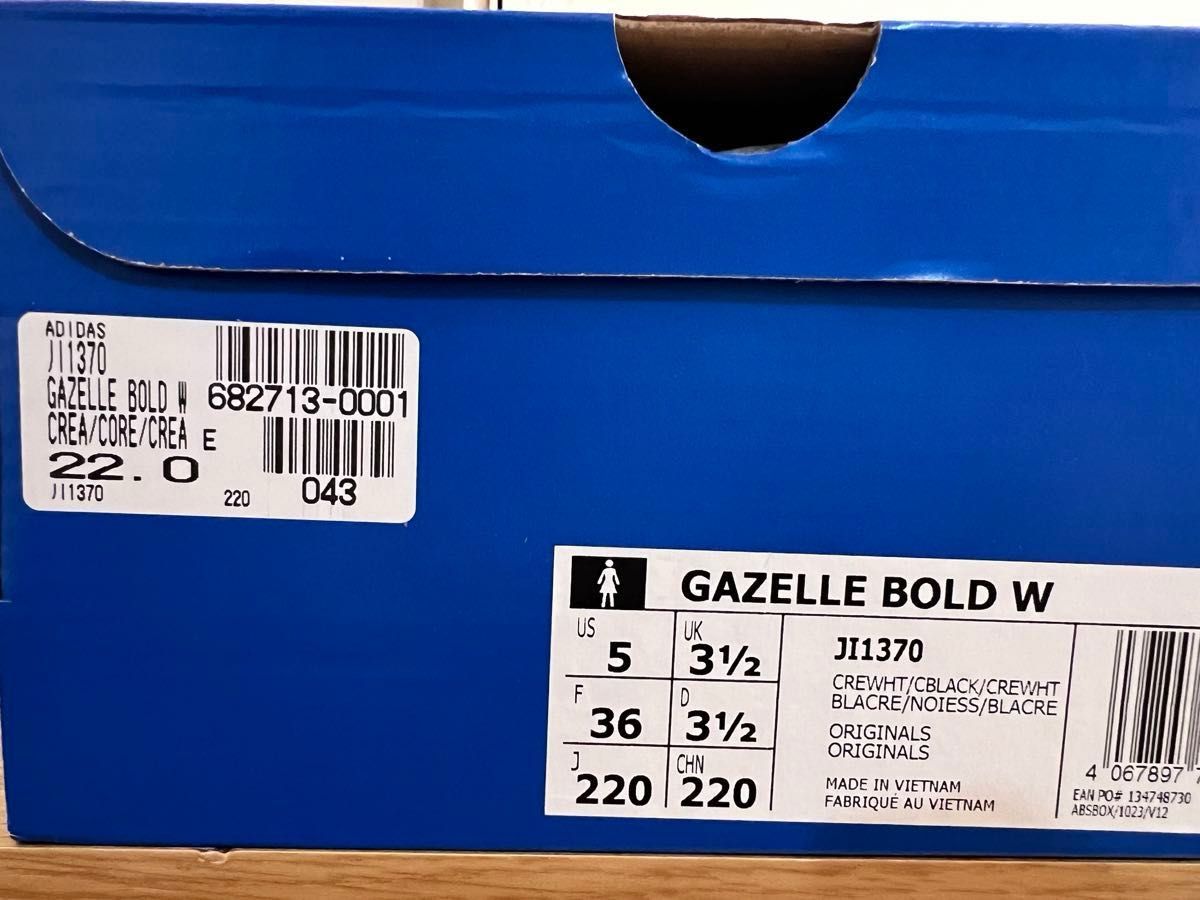 ADIDAS
JI1370
GAZELLE BOLD W
682713-0001
CREA/CORE/CREA E
22.0
043
JI1370
220
GAZELLE BOLD W
US
5
UK
3½
F
36
D
3½
J
220
CHN
220
JI1370
CREWHT/CBLACK/CREWHT
BLACRE/NOIESS/BLACRE
ORIGINALS
ORIGINALS
MADE IN VIETNAM
FABRIQUÉ AU VIETNAM
4 067897
EAN PO# 134748730
ABSBOX/1023/V12